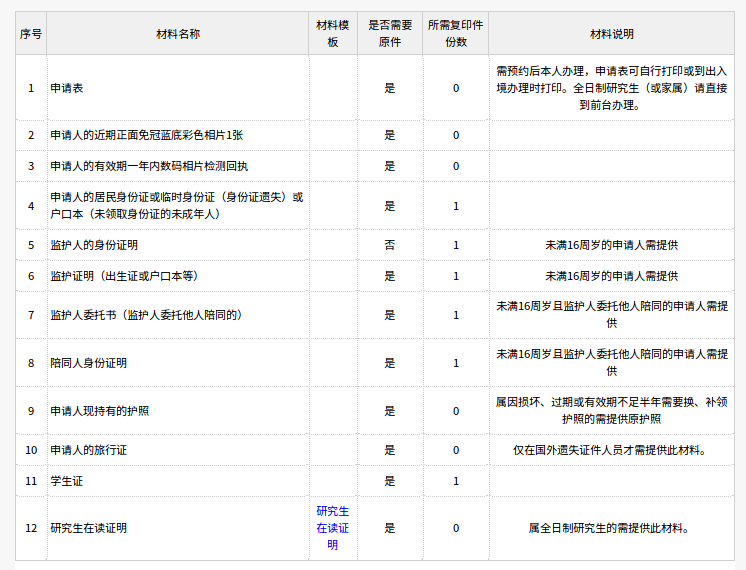 序号 材料名称 材料模板 是否需要原件 所需复印件份数 材料说明
1 申请表 是 0 需预约后本人办理，申请表可自行打印或到出入
境办理时打印。全日制研究生（或家属）请直接
到前台办理。
2 申请人的近期正面免冠蓝底彩色相片1张 是 0
3 申请人的有效期一年内数码相片检测回执 是 0
4 申请人的居民身份证或临时身份证（身份证遗失）或
户口本（未领取身份证的未成年人） 是 1
5 监护人的身份证明 否 1 未满16周岁的申请人需提供
6 监护证明（出生证或户口本等） 是 1 未满16周岁的申请人需提供
7 监护人委托书（监护人委托他人陪同的） 是 1 未满16周岁且监护人委托他人陪同的申请人需提
供
8 陪同人身份证明 是 1 未满16周岁且监护人委托他人陪同的申请人需提
供
9 申请人现持有的护照 是 0 属因损坏、过期或有效期不足半年需要换、补领
护照的需提供原护照
10 申请人的旅行证 是 0 仅在国外遗失证件人员才需提供此材料。
11 学生证 是 1
12 研究生在读证明 研究生
在读证
明 是 0 属全日制研究生的需提供此材料。